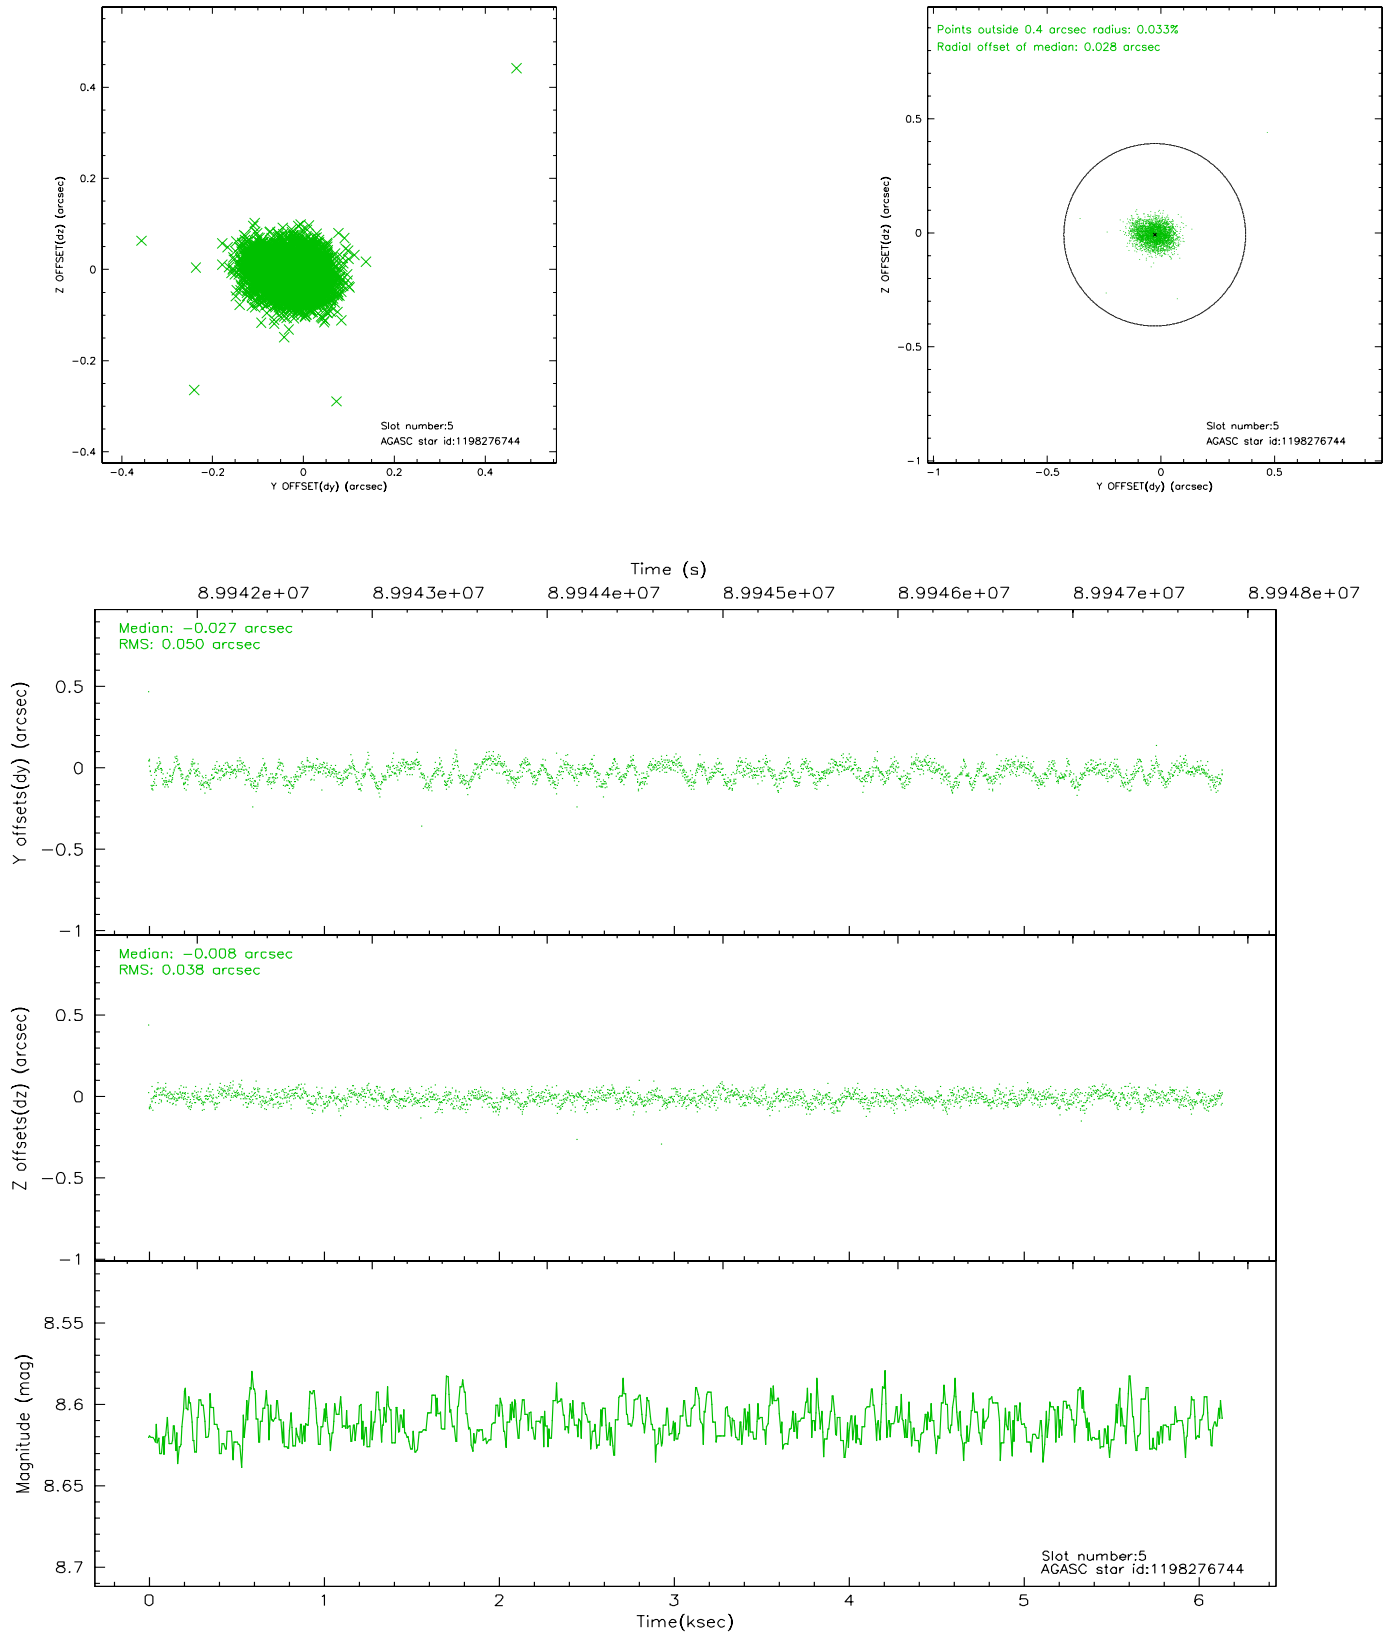 0.4
0.2
0
−0.2
−0.4
Z OFFSET(dz) (arcsec)
Slot number:5
AGASC star id:1198276744
−0.4 −0.2 0 0.2 0.4
Y OFFSET(dy) (arcsec)
Points outside 0.4 arcsec radius: 0.033%
Radial offset of median: 0.028 arcsec
0.5
0
−0.5
−1
Z OFFSET(dz) (arcsec)
Slot number:5
AGASC star id:1198276744
−1 −0.5 0 0.5
Y OFFSET(dy) (arcsec)
Time (s)
8.9942e+07 8.9943e+07 8.9944e+07 8.9945e+07 8.9946e+07 8.9947e+07 8.9948e+07
Median: −0.027 arcsec
RMS: 0.050 arcsec
0.5
0
−0.5
−1
Y offsets(dy) (arcsec)
Median: −0.008 arcsec
RMS: 0.038 arcsec
0.5
0
−0.5
−1
Z offsets(dz) (arcsec)
8.55
8.6
8.65
8.7
Magnitude (mag)
Slot number:5
AGASC star id:1198276744
0 1 2 3 4 5 6
Time(ksec)